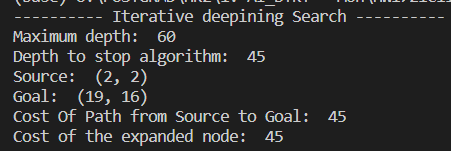 ---------- Iterative deepining Search ----------
Maximum depth:  60
Depth to stop algorithm:  45
Source:  (2, 2)
Goal:  (19, 16)
Cost Of Path from Source to Goal:  45
Cost of the expanded node:  45